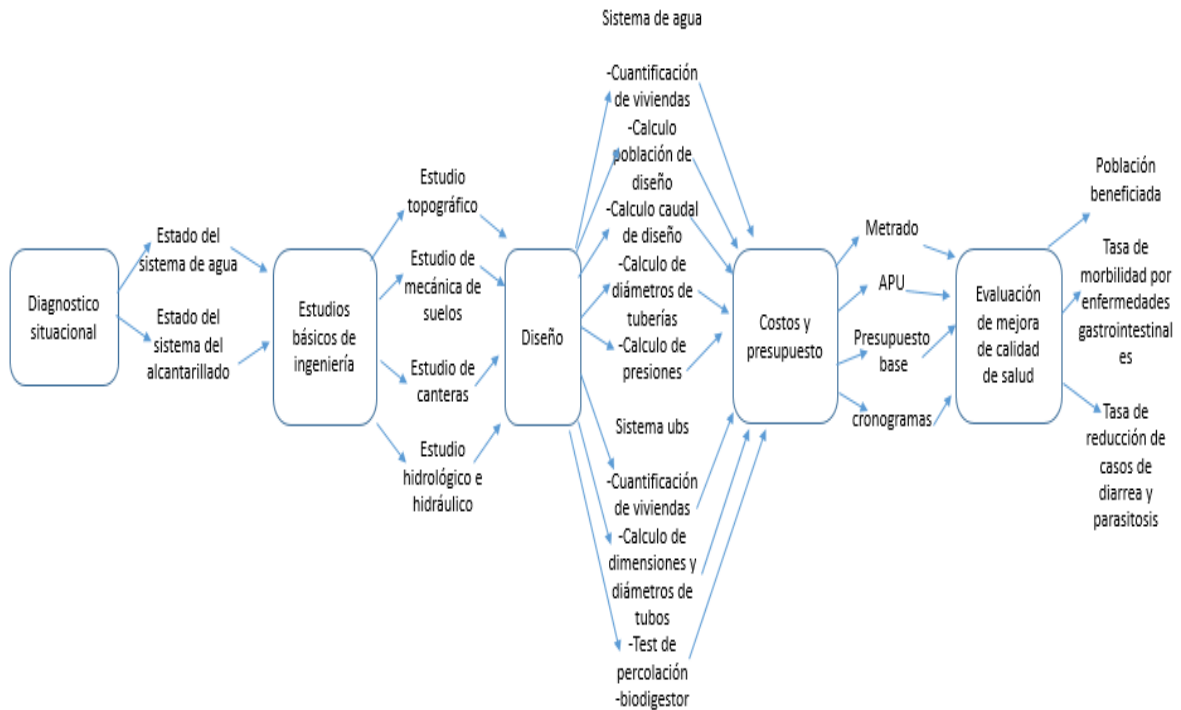 Diagnostico
situacional
Estado del
sistema de agua
Estado del
sistema del
alcantarillado
Estudios
básicos de
ingeniería
Estudio
topográfico
Estudio de
mecánica de
suelos
Estudio de
canteras
Estudio
hidrológico e
hidráulico
Diseño
Sistema de agua
-Cuantificación
de viviendas
-Calculo
población de
diseño
-Calculo caudal
de diseño
-Calculo de
diámetros de
tuberías
-Calculo de
presiones
Sistema ubs
-Cuantificación
de viviendas
-Calculo de
dimensiones y
diámetros de
tubos
-Test de
percolación
-biodigestor
Costos y
presupuesto
Metrado
APU
Presupuesto
base
cronogramas
Evaluación
de mejora
de calidad
de salud
Población
beneficiada
Tasa de
morbilidad por
enfermedades
gastrointestinal
es
Tasa de
reducción de
casos de
diarrea y
parasitosis